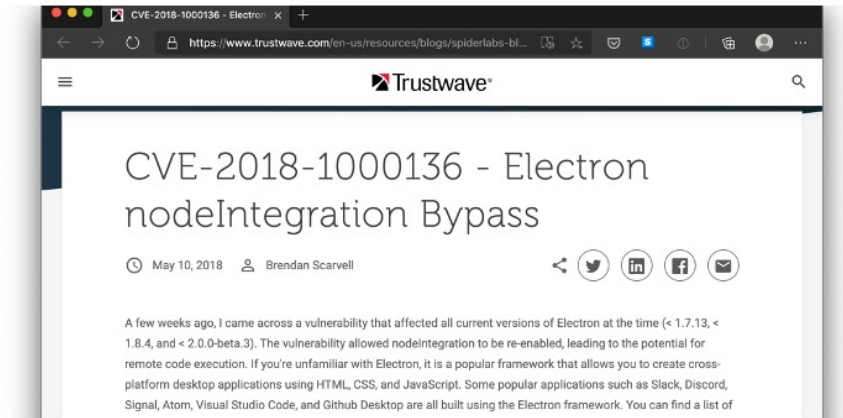 CVE-2018-1000136 - Electron
https://www.trustwave.com/en-us/resources/blogs/spiderlabs-bl...
Trustwave
CVE-2018-1000136 - Electron
nodeIntegration Bypass
May 10, 2018 Brendan Scarvell
A few weeks ago, I came across a vulnerability that affected all current versions of Electron at the time (< 1.7.13, <
1.8.4, and < 2.0.0-beta.3). The vulnerability allowed nodeIntegration to be re-enabled, leading to the potential for
remote code execution. If you're unfamiliar with Electron, it is a popular framework that allows you to create cross-
platform desktop applications using HTML, CSS, and JavaScript. Some popular applications such as Slack, Discord,
Signal, Atom, Visual Studio Code, and Github Desktop are all built using the Electron framework. You can find a list of